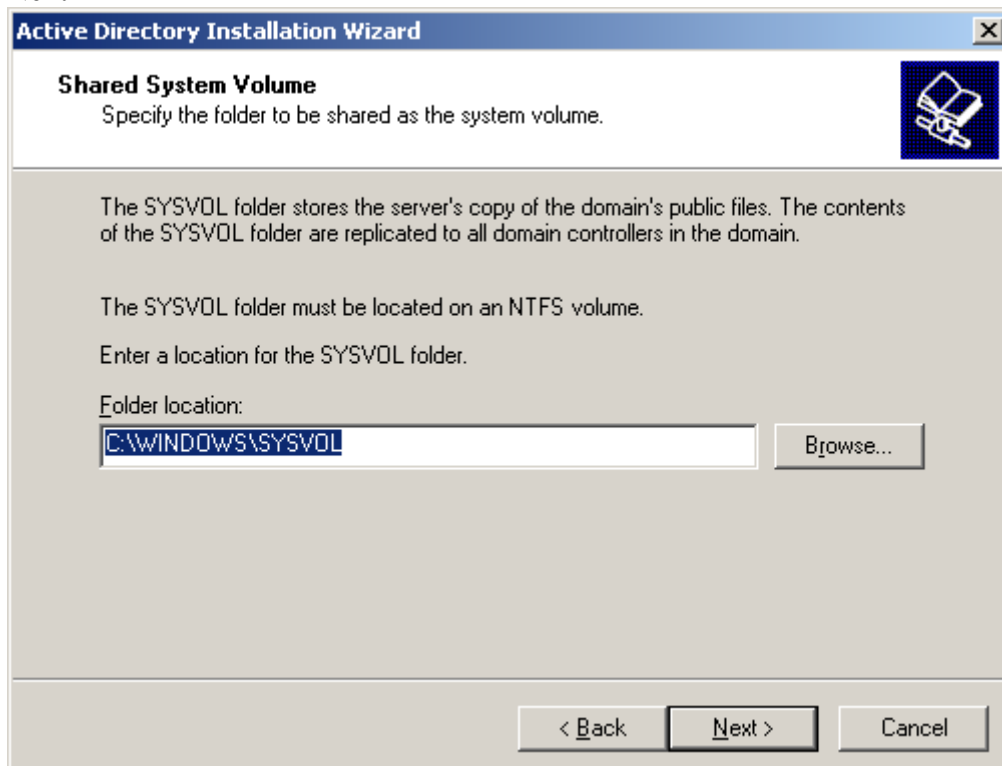 Active Directory Installation Wizard
Shared System Volume
Specify the folder to be shared as the system volume.
The SYSVOL folder stores the server's copy of the domain's public files. The contents
of the SYSVOL folder are replicated to all domain controllers in the domain.
The SYSVOL folder must be located on an NTFS volume.
Enter a location for the SYSVOL folder.
Folder location:
C:\WINDOWS\SYSVOL
Browse...
< Back
Next >
Cancel